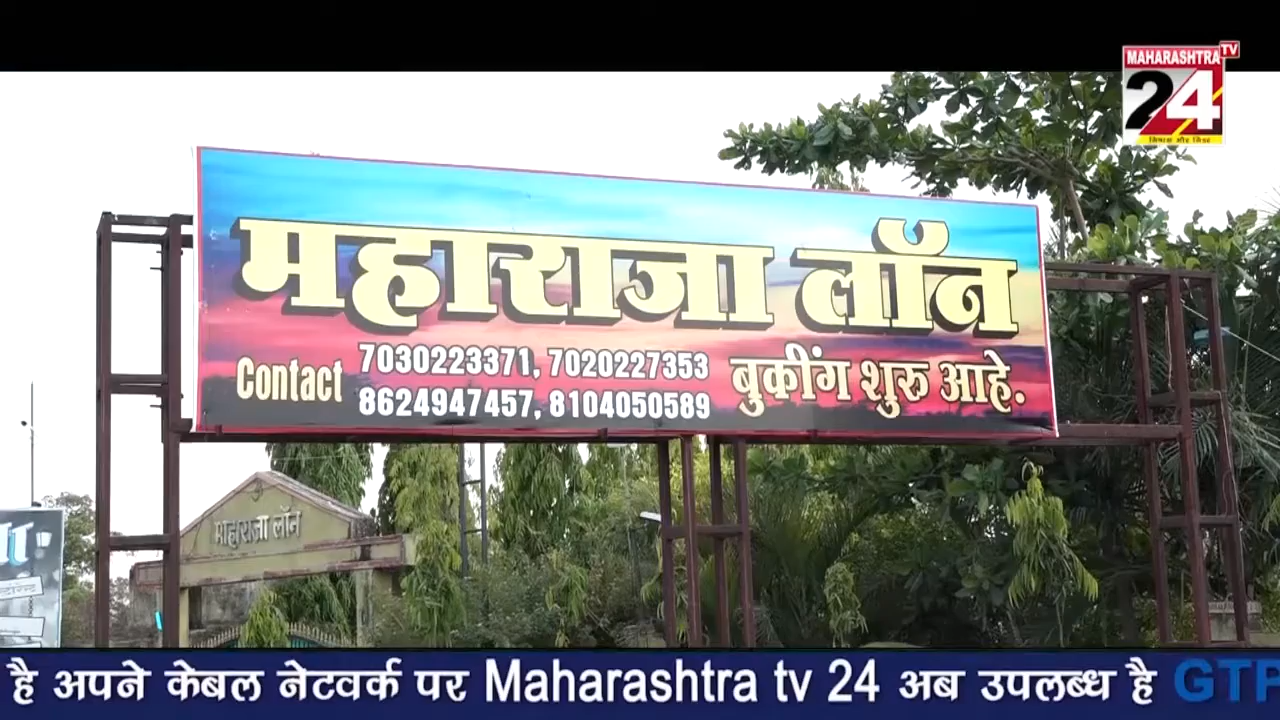 MAHARASHTRA TV
24
महाराजा लॉन
Contact 7030223371, 7020227353
8624947457, 8104050589
बुकींग शुरु आहे.
महाराजा लॉन
है अपने केबल नेटवर्क पर Maharashtra tv 24 अब उपलब्ध है GTP